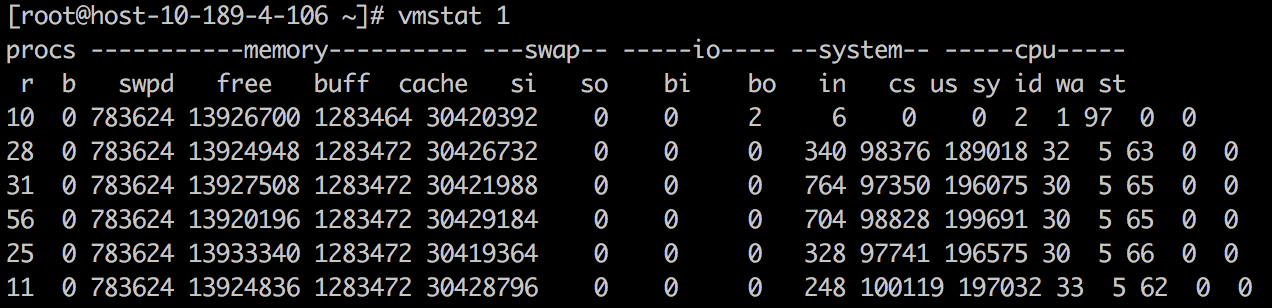 [root@host-10-189-4-106 ~]# vmstat 1
procs -----------memory---------- ---swap-- -----io---- --system-- -----cpu-----
 r  b   swpd   free   buff  cache   si   so    bi    bo   in   cs us sy id wa st
10  0 783624 13926700 1283464 30420392    0    0     2     6    0    0  2  1 97  0  0
28  0 783624 13924948 1283472 30426732    0    0     0   340 98376 189018 32  5 63  0  0
31  0 783624 13927508 1283472 30421988    0    0     0   764 97350 196075 30  5 65  0  0
56  0 783624 13920196 1283472 30429184    0    0     0   704 98828 199691 30  5 65  0  0
25  0 783624 13933340 1283472 30419364    0    0     0   328 97741 196575 30  5 66  0  0
11  0 783624 13924836 1283472 30428796    0    0     0   248 100119 197032 33  5 62  0  0